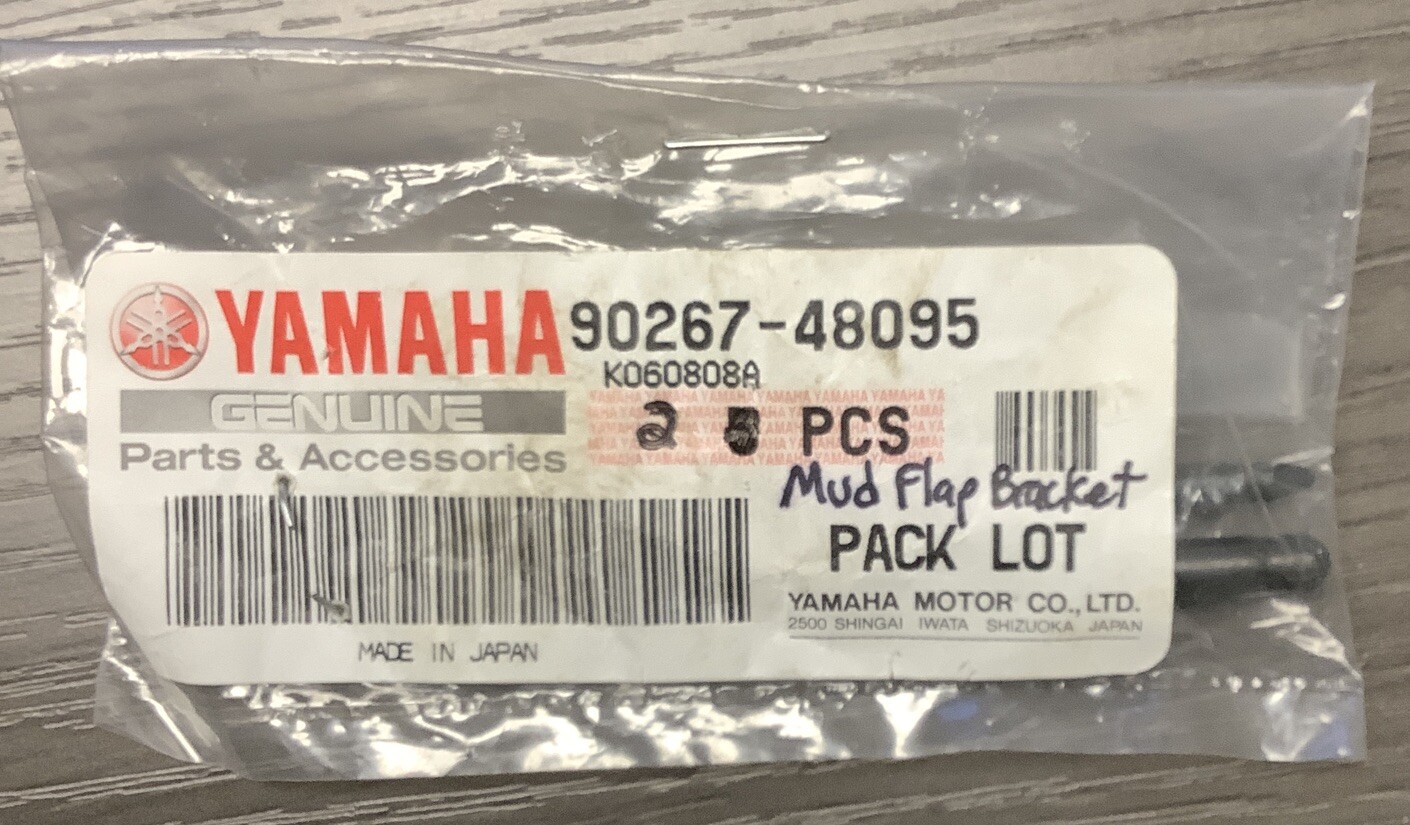 YAMAHA 90267-48095
K060808A
GENUINE
2 PCS
Parts & Accessories
Mud Flap Bracket
PACK LOT
YAMAHA MOTOR CO., LTD.
2500 SHINGAI IWATA SHIZUOKA JAPAN
MADE IN JAPAN